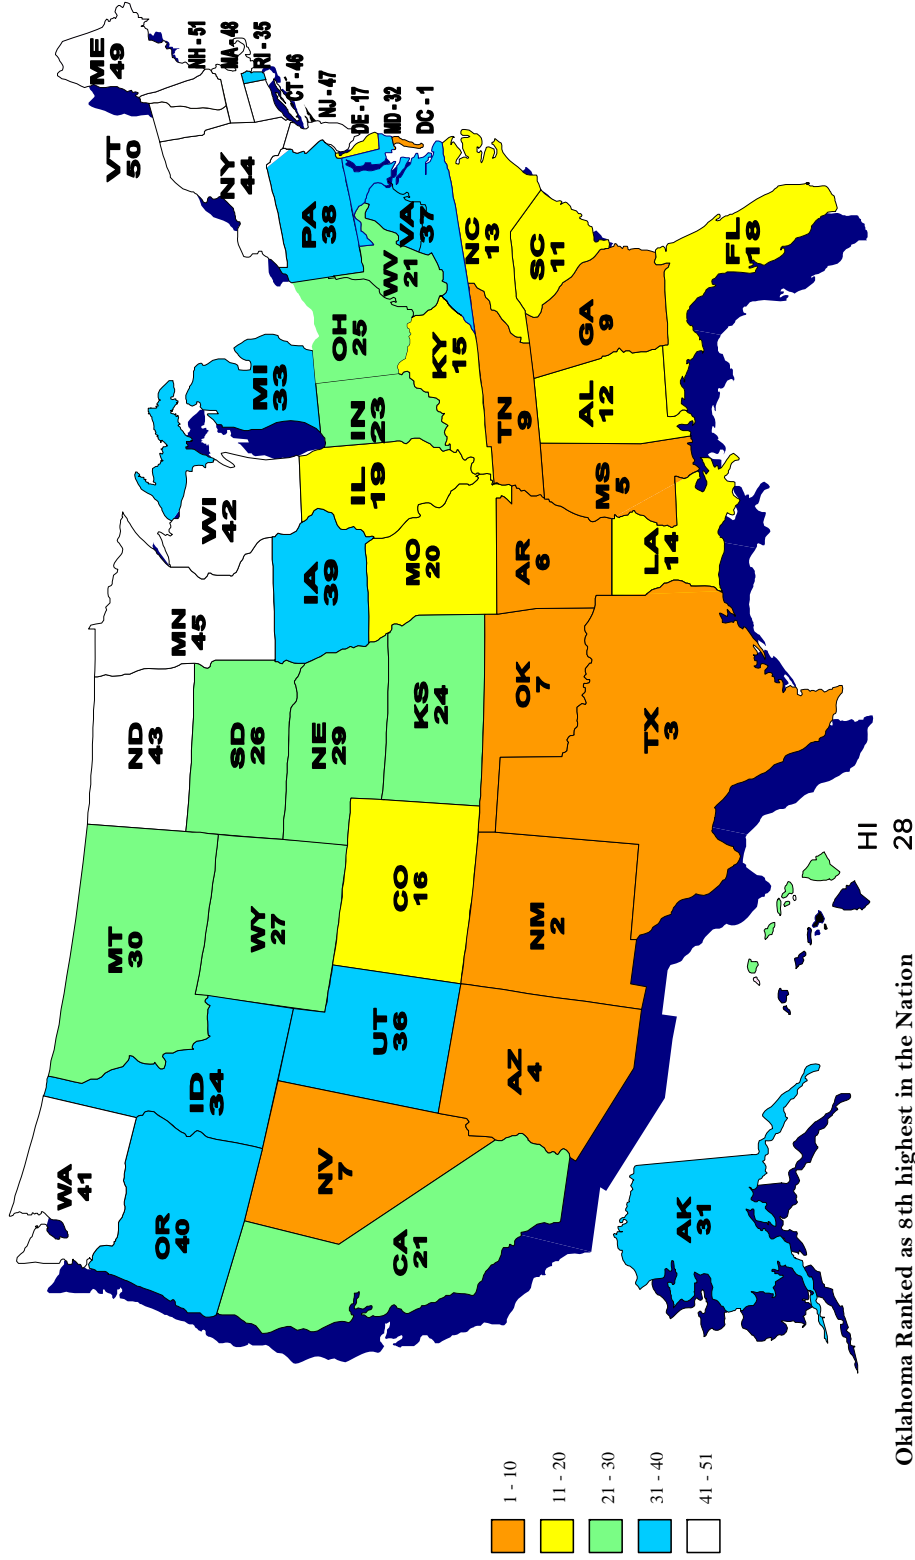 WA
41
OR
40
CA
21
NV
7
ID
34
MT
30
WY
27
UT
36
AZ
4
CO
16
NM
2
ND
43
SD
26
NE
29
KS
24
OK
7
TX
3
MN
45
IA
39
MO
20
AR
6
LA
14
WI
42
IL
19
MI
33
IN
23
OH
25
KY
15
TN
9
MS
5
AL
12
GA
9
FL
18
SC
11
NC
13
VA
37
WV
21
PA
38
NY
44
VT
50
ME
49
NH - 51
MA - 48
RI - 35
CT - 46
NJ - 47
DE - 17
MD - 32
DC - 1
AK
31
HI
28
1 - 10
11 - 20
21 - 30
31 - 40
41 - 51
Oklahoma Ranked as 8th highest in the Nation